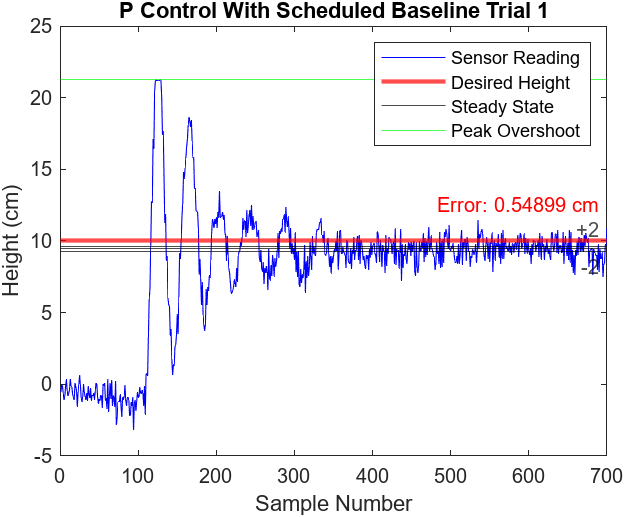 P Control With Scheduled Baseline Trial 1
25
20
15
10
5
0
-5
Height (cm)
Sensor Reading
Desired Height
Steady State
Peak Overshoot
Error: 0.54899 cm
+2
-2
0
100
200
300
400
500
600
700
Sample Number